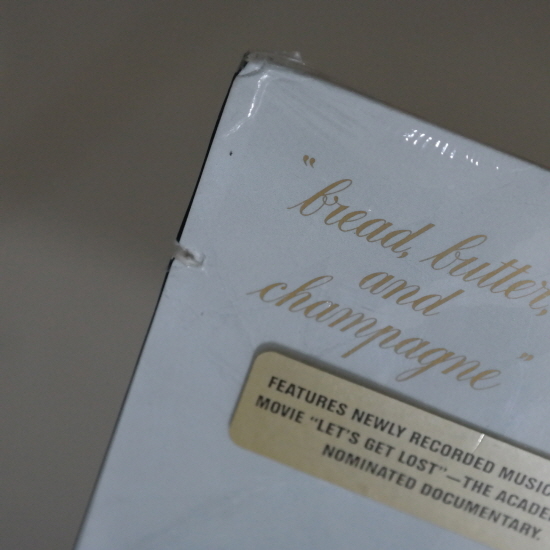 "bread, butter,
and
champagne"
FEATURES NEWLY RECORDED MUSIC
MOVIE "LET'S GET LOST"—THE ACADE
NOMINATED DOCUMENTARY.